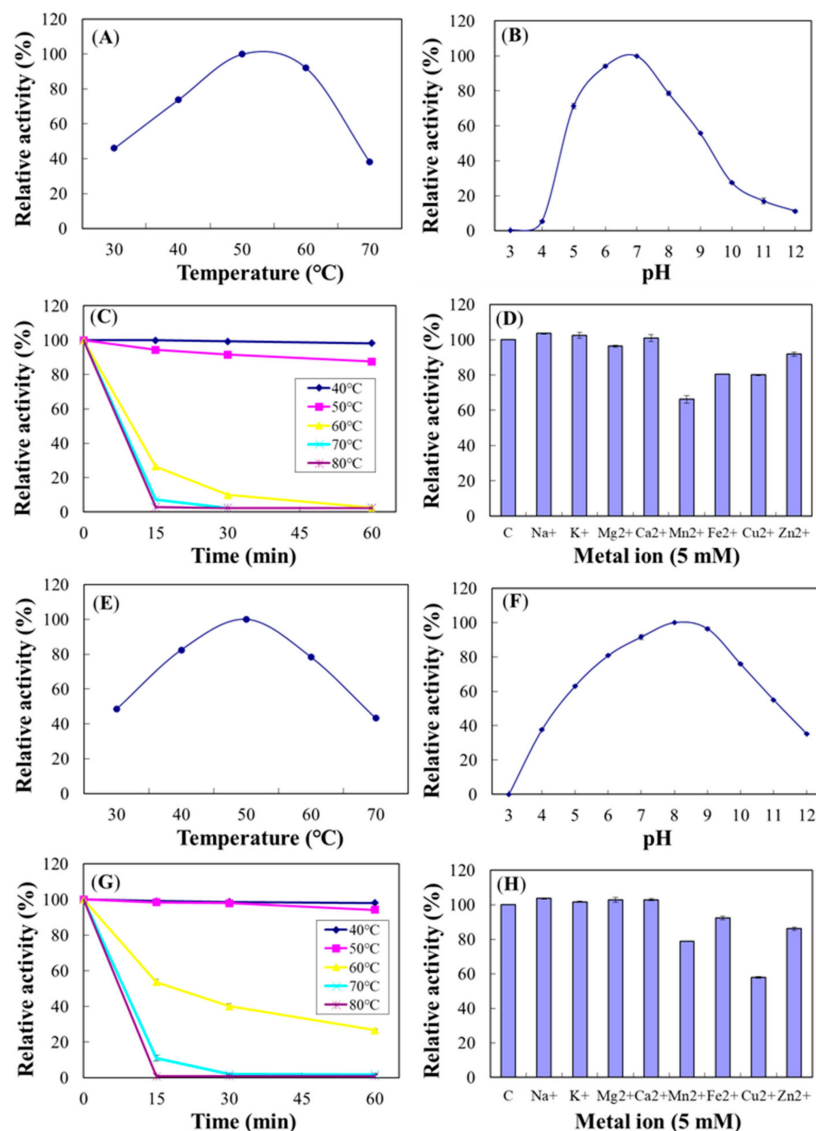 (A)
Relative activity (%)
120
100
80
60
40
20
0
30 40 50 60 70
Temperature (°C)
(B)
Relative activity (%)
120
100
80
60
40
20
0
3 4 5 6 7 8 9 10 11 12
pH
(C)
Relative activity (%)
120
100
80
60
40
20
0
40°C
50°C
60°C
70°C
80°C
0 15 30 45 60
Time (min)
(D)
Relative activity (%)
120
100
80
60
40
20
0
C Na+ K+ Mg2+ Ca2+ Mn2+ Fe2+ Cu2+ Zn2+
Metal ion (5 mM)
(E)
Relative activity (%)
120
100
80
60
40
20
0
30 40 50 60 70
Temperature (°C)
(F)
Relative activity (%)
120
100
80
60
40
20
0
3 4 5 6 7 8 9 10 11 12
pH
(G)
Relative activity (%)
120
100
80
60
40
20
0
40°C
50°C
60°C
70°C
80°C
0 15 30 45 60
Time (min)
(H)
Relative activity (%)
120
100
80
60
40
20
0
C Na+ K+ Mg2+ Ca2+ Mn2+ Fe2+ Cu2+ Zn2+
Metal ion (5 mM)